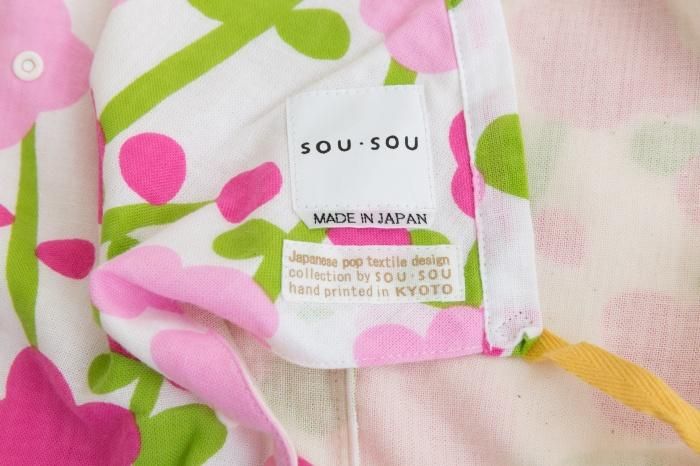 SOU·SOU
MADE IN JAPAN
Japanese pop textile design
collection by SOU·SOU
hand printed in KYOTO